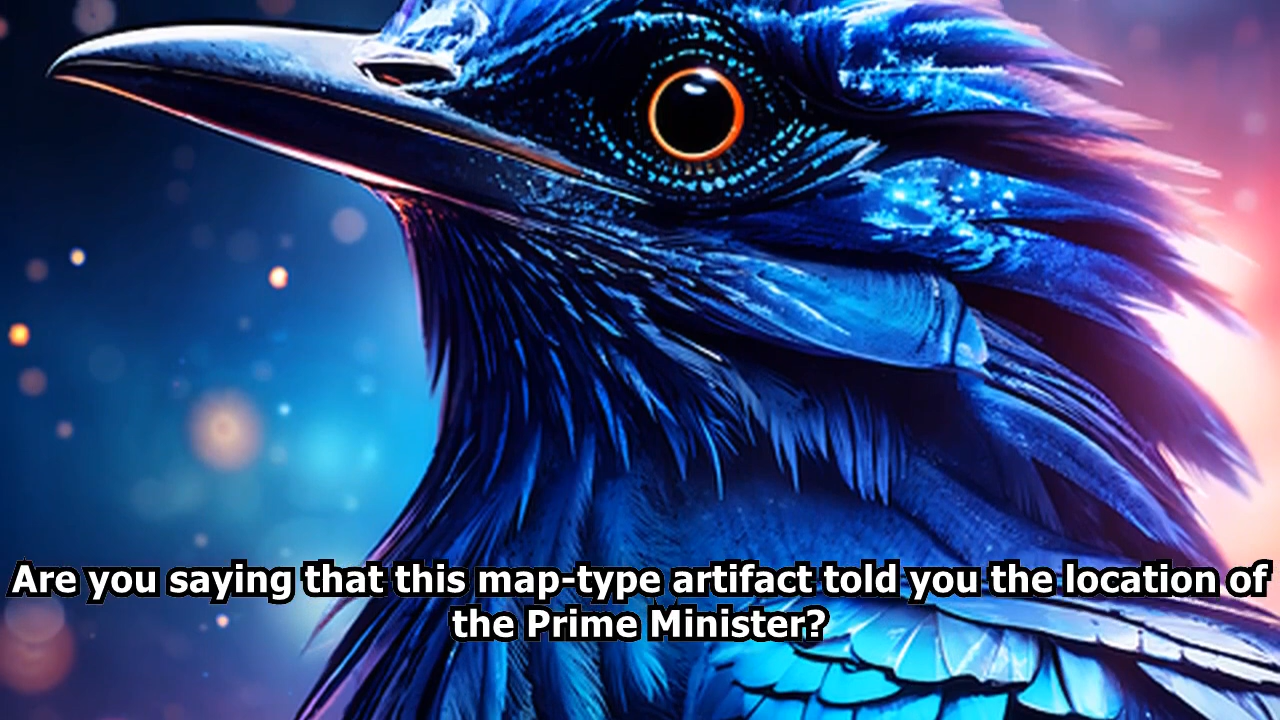 Are you saying that this map-type artifact told you the location of
the Prime Minister?